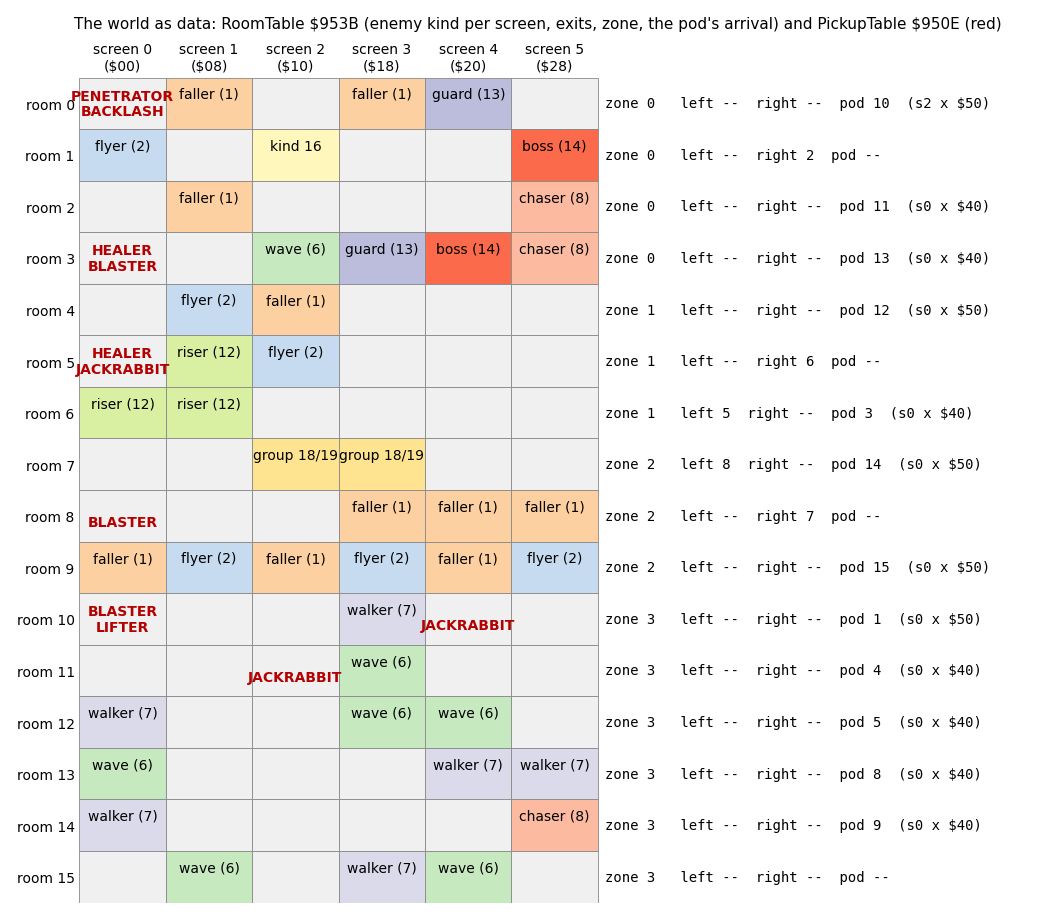 The world as data: RoomTable $953B (enemy kind per screen, exits, zone, the pod's arrival) and PickupTable $950E (red)
screen 0 screen 1 screen 2 screen 3 screen 4 screen 5
($00) ($08) ($10) ($18) ($20) ($28)
room 0 PENETRATOR BACKLASH faller (1) faller (1) guard (13) zone 0 left -- right -- pod 10 (s2 x $50)
room 1 flyer (2) kind 16 boss (14) zone 0 left -- right 2 pod --
room 2 faller (1) chaser (8) zone 0 left -- right -- pod 11 (s0 x $40)
room 3 HEALER BLASTER wave (6) guard (13) boss (14) chaser (8) zone 0 left -- right -- pod 13 (s0 x $40)
room 4 flyer (2) faller (1) zone 1 left -- right -- pod 12 (s0 x $40)
room 5 HEALER JACKRABBIT riser (12) flyer (2) zone 1 left -- right 6 pod --
room 6 riser (12) riser (12) zone 1 left 5 right -- pod 3 (s0 x $40)
room 7 group 18/19 group 18/19 zone 2 left 8 right -- pod 14 (s0 x $50)
room 8 BLASTER faller (1) faller (1) faller (1) zone 2 left -- right 7 pod --
room 9 faller (1) flyer (2) faller (1) flyer (2) faller (1) flyer (2) zone 2 left -- right -- pod 15 (s0 x $50)
room 10 BLASTER LIFTER walker (7) JACKRABBIT zone 3 left -- right -- pod 1 (s0 x $50)
room 11 JACKRABBIT wave (6) zone 3 left -- right -- pod 4 (s0 x $40)
room 12 walker (7) wave (6) wave (6) zone 3 left -- right -- pod 5 (s0 x $40)
room 13 wave (6) walker (7) walker (7) zone 3 left -- right -- pod 8 (s0 x $40)
room 14 walker (7) chaser (8) zone 3 left -- right -- pod 9 (s0 x $40)
room 15 wave (6) walker (7) wave (6) zone 3 left -- right -- pod --